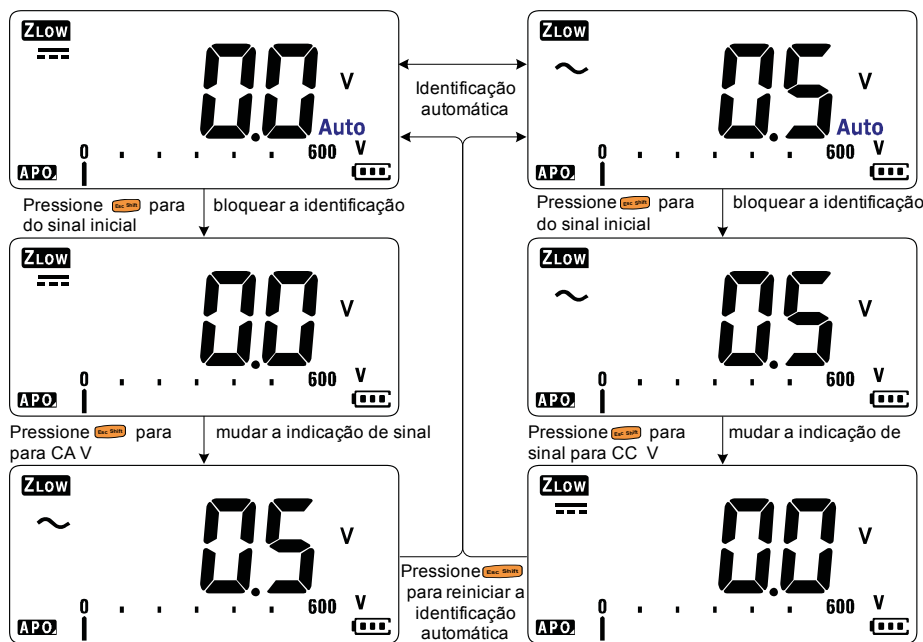 ZLOW
0.0 V
Auto
0 600 V
APO
Identificação
automática
ZLOW
0.5 V
Auto
0 600 V
APO
Pressione Esc Shift para bloquear a identificação
do sinal inicial
Pressione Esc Shift para bloquear a identificação
do sinal inicial
ZLOW
0.0 V
0 600 V
APO
ZLOW
0.5 V
0 600 V
APO
Pressione Esc Shift para mudar a indicação de sinal
para CA V
Pressione Esc Shift para mudar a indicação de
sinal para CC V
ZLOW
0.5 V
0 600 V
APO
Pressione Esc Shift
para reiniciar a
identificação
automática
ZLOW
0.0 V
0 600 V
APO